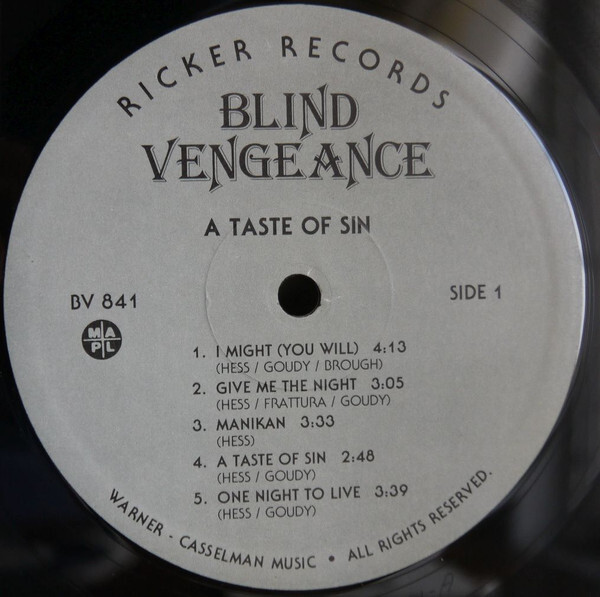 RICKER RECORDS
BLIND
VENGEANCE
A TASTE OF SIN
BV 841
SIDE 1
MAPL
1. I MIGHT (YOU WILL) 4:13
(HESS / GOUDY / BROUGH)
2. GIVE ME THE NIGHT 3:05
(HESS / FRATTURA / GOUDY)
3. MANIKAN 3:33
(HESS)
4. A TASTE OF SIN 2:48
(HESS / GOUDY)
5. ONE NIGHT TO LIVE 3:39
(HESS / GOUDY)
WARNER - CASSELMAN MUSIC • ALL RIGHTS RESERVED.